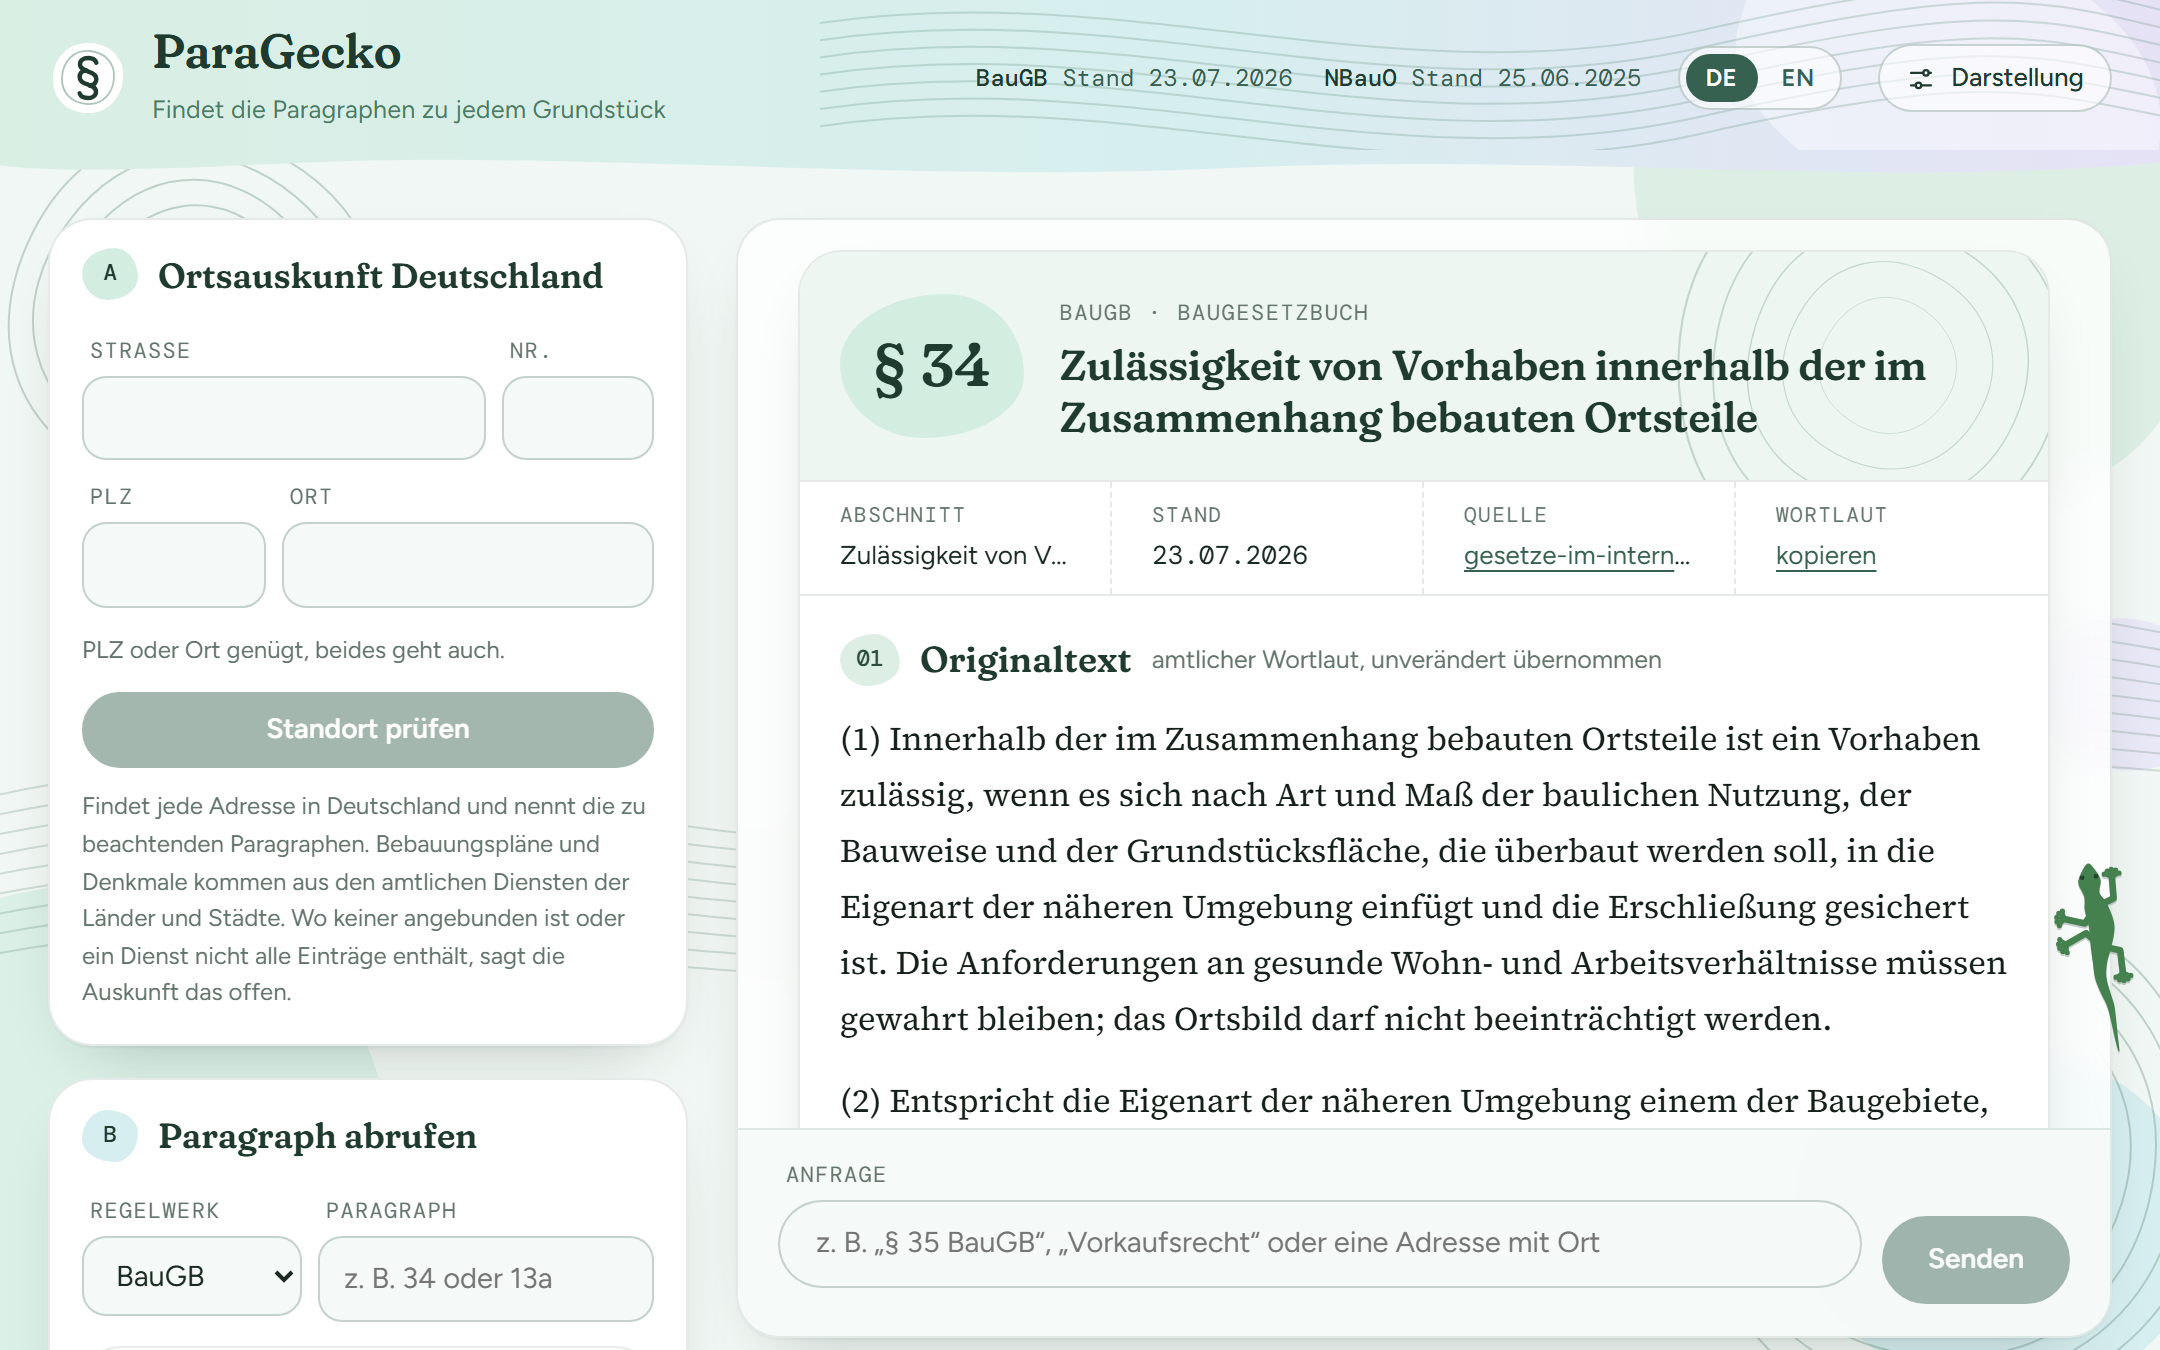 §
ParaGecko
Findet die Paragraphen zu jedem Grundstück
BauGB Stand 23.07.2026 NBauO Stand 25.06.2025
DE EN
Darstellung
A Ortsauskunft Deutschland
STRASSE NR.
PLZ ORT
PLZ oder Ort genügt, beides geht auch.
Standort prüfen
Findet jede Adresse in Deutschland und nennt die zu
beachtenden Paragraphen. Bebauungspläne und
Denkmale kommen aus den amtlichen Diensten der
Länder und Städte. Wo keiner angebunden ist oder
ein Dienst nicht alle Einträge enthält, sagt die
Auskunft das offen.
B Paragraph abrufen
REGELWERK PARAGRAPH
BauGB z. B. 34 oder 13a
§ 34
BAUGB · BAUGESETZBUCH
Zulässigkeit von Vorhaben innerhalb der im
Zusammenhang bebauten Ortsteile
ABSCHNITT STAND QUELLE WORTLAUT
Zulässigkeit von V... 23.07.2026 gesetze-im-intern... kopieren
01 Originaltext amtlicher Wortlaut, unverändert übernommen
(1) Innerhalb der im Zusammenhang bebauten Ortsteile ist ein Vorhaben
zulässig, wenn es sich nach Art und Maß der baulichen Nutzung, der
Bauweise und der Grundstücksfläche, die überbaut werden soll, in die
Eigenart der näheren Umgebung einfügt und die Erschließung gesichert
ist. Die Anforderungen an gesunde Wohn- und Arbeitsverhältnisse müssen
gewahrt bleiben; das Ortsbild darf nicht beeinträchtigt werden.
(2) Entspricht die Eigenart der näheren Umgebung einem der Baugebiete,
ANFRAGE
z. B. „§ 35 BauGB“, „Vorkaufsrecht“ oder eine Adresse mit Ort
Senden